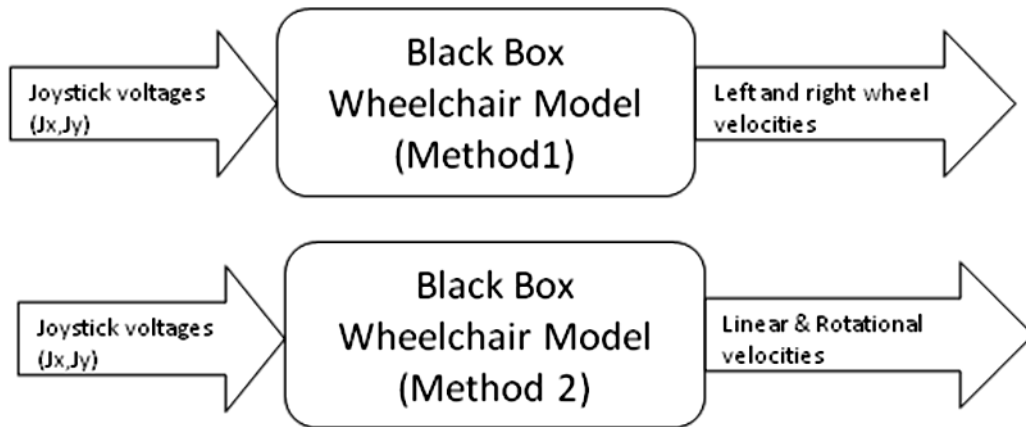 Joystick voltages
(Jx,Jy)
Black Box
Wheelchair Model
(Method1)
Left and right wheel
velocities
Joystick voltages
(Jx,Jy)
Black Box
Wheelchair Model
(Method 2)
Linear & Rotational
velocities